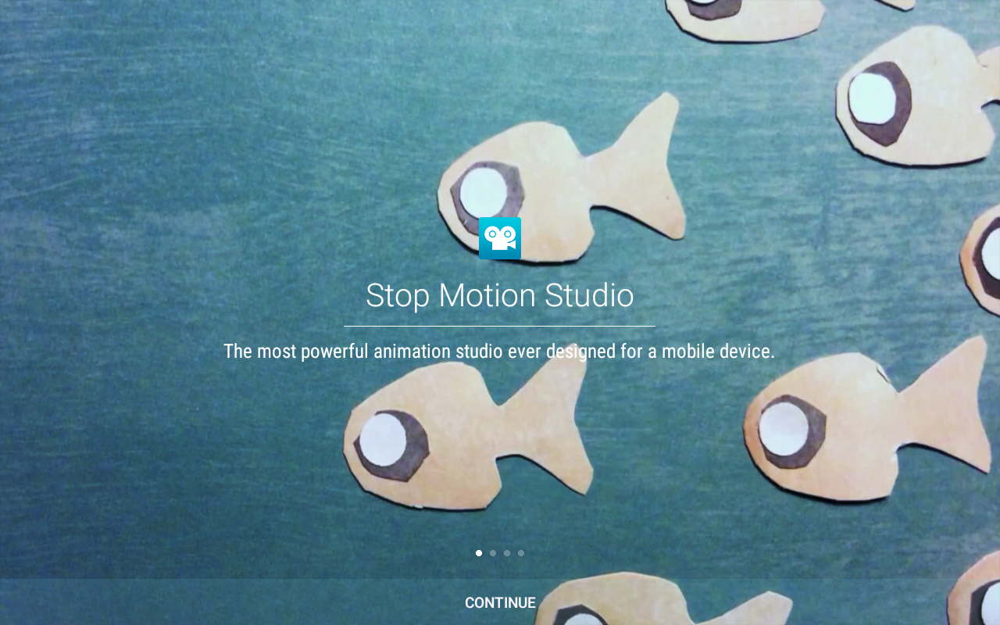 Stop Motion Studio
The most powerful animation studio ever designed for a mobile device.
CONTINUE